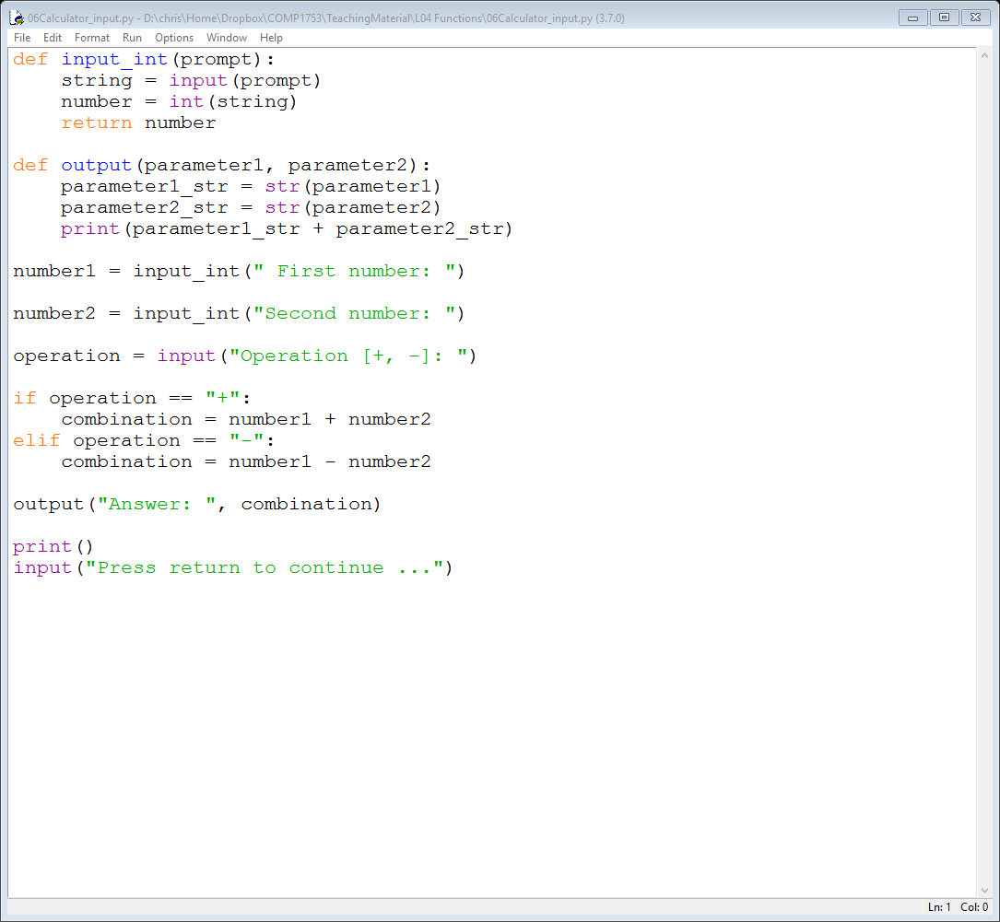 06Calculator_input.py - D:\chris\Home\Dropbox\COMP1753\TeachingMaterial\L04 Functions\06Calculator_input.py (3.7.0)
File Edit Format Run Options Window Help
def input_int(prompt):
    string = input(prompt)
    number = int(string)
    return number

def output(parameter1, parameter2):
    parameter1_str = str(parameter1)
    parameter2_str = str(parameter2)
    print(parameter1_str + parameter2_str)

number1 = input_int(" First number: ")

number2 = input_int("Second number: ")

operation = input("Operation [+, -]: ")

if operation == "+":
    combination = number1 + number2
elif operation == "-":
    combination = number1 - number2

output("Answer: ", combination)

print()
input("Press return to continue ...")
Ln: 1 Col: 0